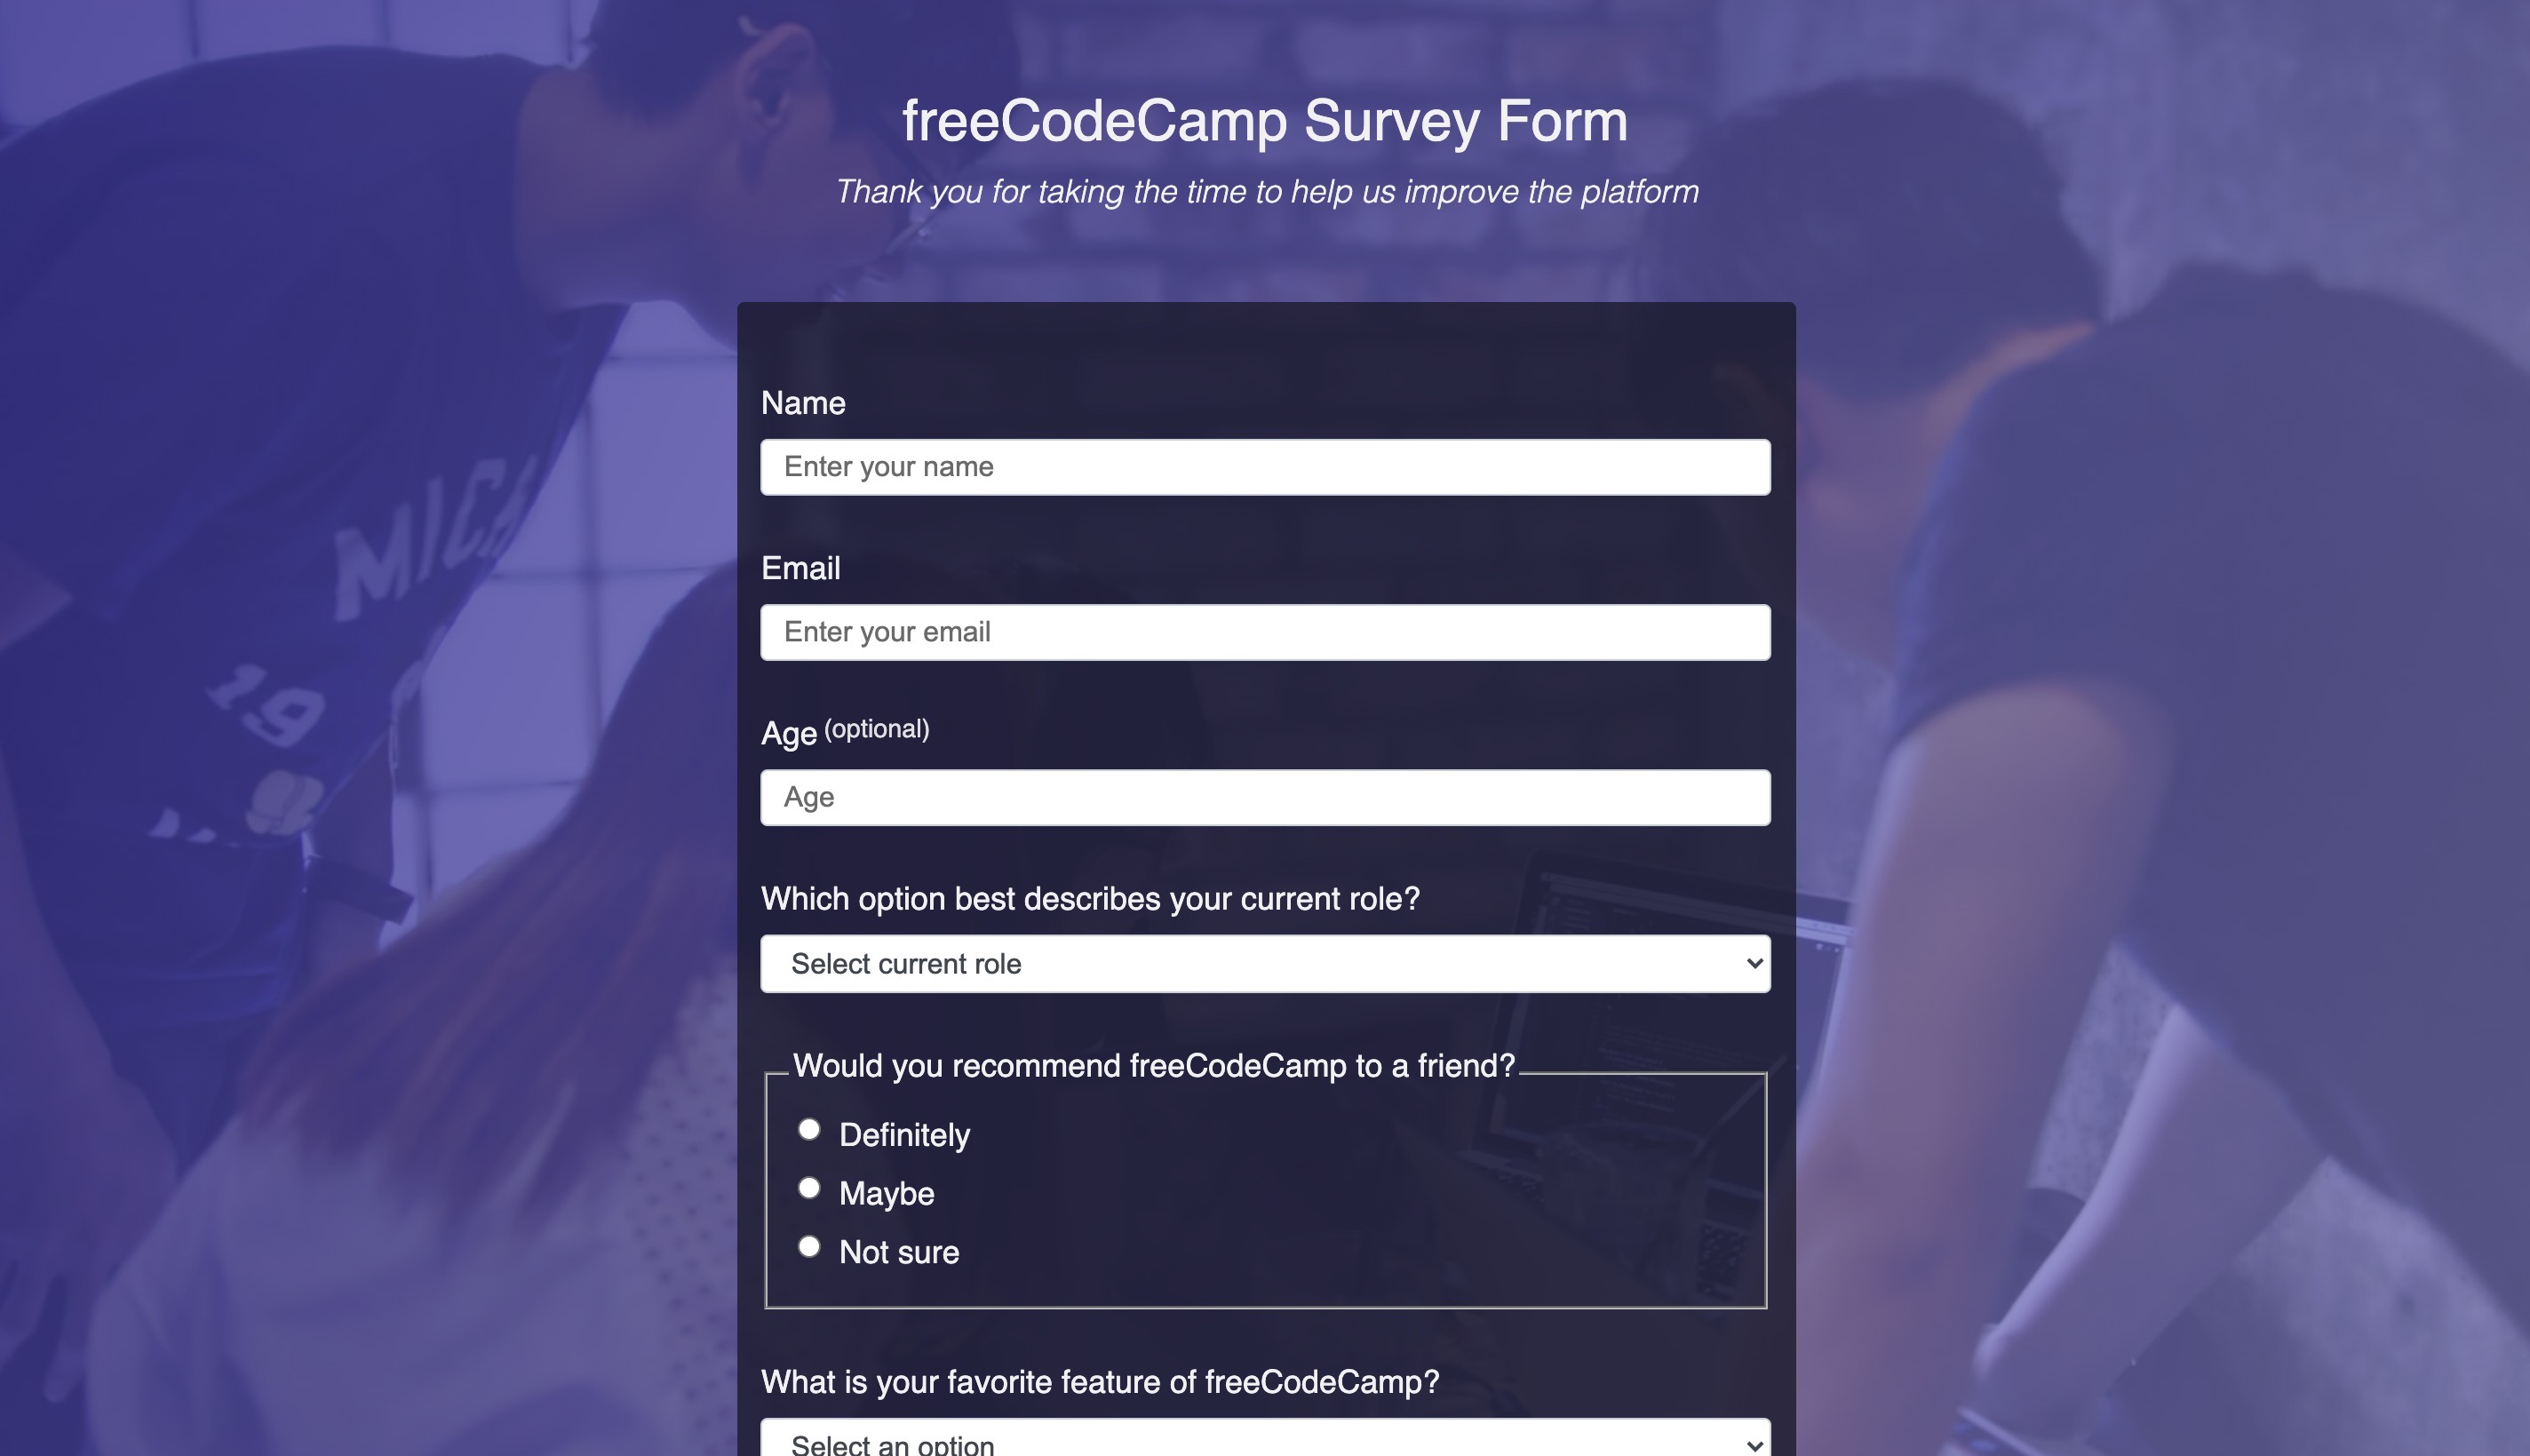 freeCodeCamp Survey Form
Thank you for taking the time to help us improve the platform
Name
Enter your name
Email
Enter your email
Age (optional)
Age
Which option best describes your current role?
Select current role
Would you recommend freeCodeCamp to a friend?
Definitely
Maybe
Not sure
What is your favorite feature of freeCodeCamp?
Select an option
MICH
19